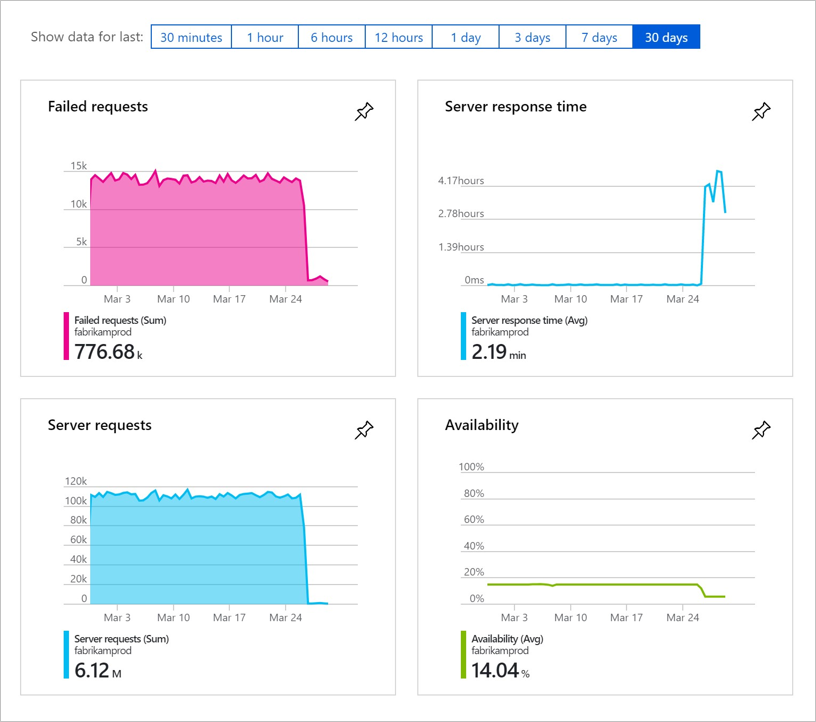 Show data for last: 30 minutes 1 hour 6 hours 12 hours 1 day 3 days 7 days 30 days
Failed requests
15k
10k
5k
0
Mar 3 Mar 10 Mar 17 Mar 24
Failed requests (Sum)
fabrikamprod
776.68 k
Server response time
4.17hours
2.78hours
1.39hours
0ms
Mar 3 Mar 10 Mar 17 Mar 24
Server response time (Avg)
fabrikamprod
2.19 min
Server requests
120k
100k
80k
60k
40k
20k
0
Mar 3 Mar 10 Mar 17 Mar 24
Server requests (Sum)
fabrikamprod
6.12 M
Availability
100%
80%
60%
40%
20%
0%
Mar 3 Mar 10 Mar 17 Mar 24
Availability (Avg)
fabrikamprod
14.04 %